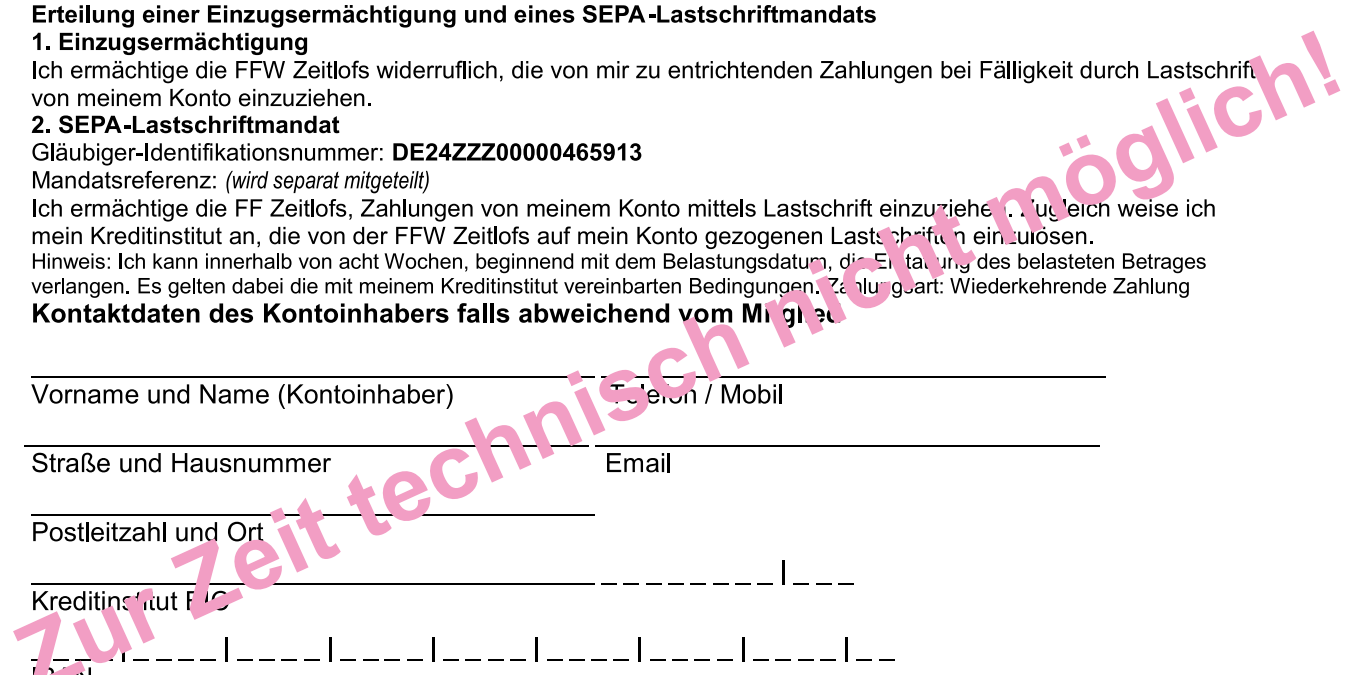 Erteilung einer Einzugsermächtigung und eines SEPA-Lastschriftmandats
1. Einzugsermächtigung
Ich ermächtige die FFW Zeitlofs widerruflich, die von mir zu entrichtenden Zahlungen bei Fälligkeit durch Lastschrift
von meinem Konto einzuziehen.
2. SEPA-Lastschriftmandat
Gläubiger-Identifikationsnummer: DE24ZZZ00000465913
Mandatsreferenz: (wird separat mitgeteilt)
Ich ermächtige die FF Zeitlofs, Zahlungen von meinem Konto mittels Lastschrift einzuziehen. Zugleich weise ich
mein Kreditinstitut an, die von der FFW Zeitlofs auf mein Konto gezogenen Lastschriften einzulösen.
Hinweis: Ich kann innerhalb von acht Wochen, beginnend mit dem Belastungsdatum, die Erstattung des belasteten Betrages
verlangen. Es gelten dabei die mit meinem Kreditinstitut vereinbarten Bedingungen. Zahlungsart: Wiederkehrende Zahlung
Kontaktdaten des Kontoinhabers falls abweichend vom Mitglied
Vorname und Name (Kontoinhaber) Telefon / Mobil
Straße und Hausnummer Email
Postleitzahl und Ort
Kreditinstitut BIC
Zur Zeit technisch nicht möglich!